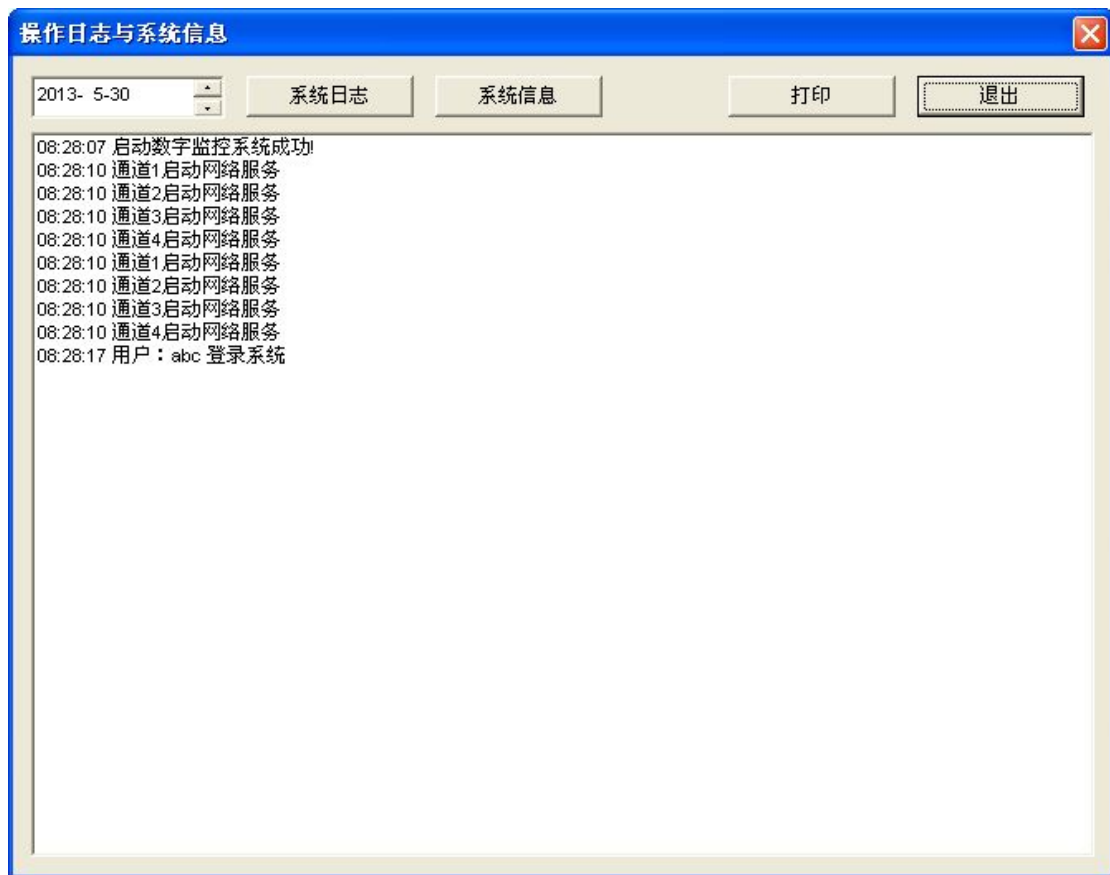 操作日志与系统信息
2013- 5-30 系统日志 系统信息 打印 退出
08:28:07 启动数字监控系统成功!
08:28:10 通道1启动网络服务
08:28:10 通道2启动网络服务
08:28:10 通道3启动网络服务
08:28:10 通道4启动网络服务
08:28:10 通道1启动网络服务
08:28:10 通道2启动网络服务
08:28:10 通道3启动网络服务
08:28:10 通道4启动网络服务
08:28:17 用户：abc 登录系统